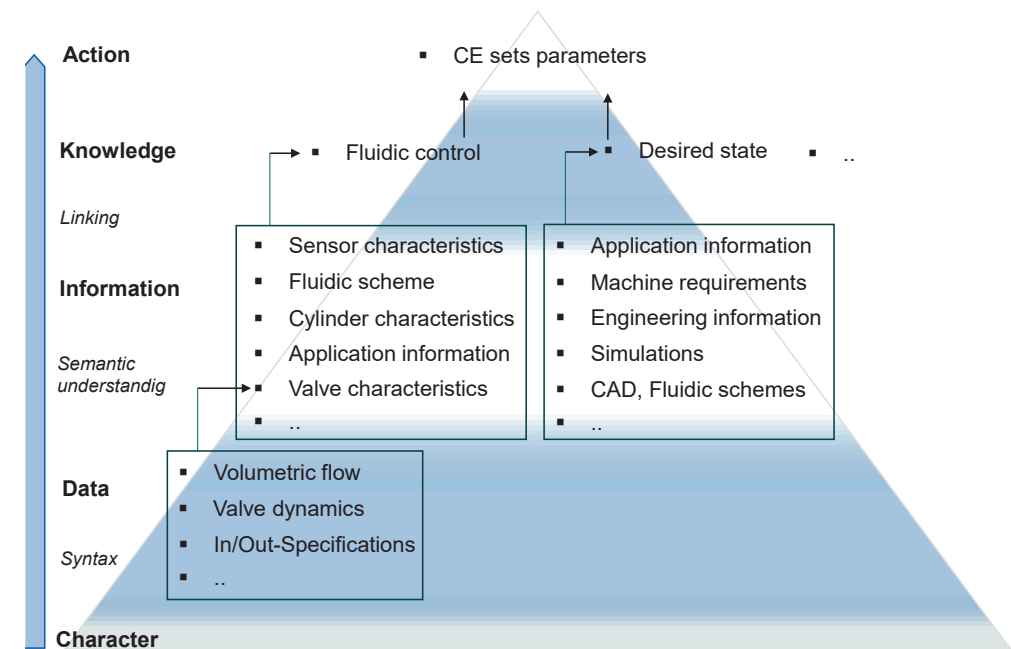 Action
CE sets parameters
Knowledge
Fluidic control
Desired state
..
Linking
Information
Sensor characteristics
Fluidic scheme
Cylinder characteristics
Application information
Valve characteristics
..
Application information
Machine requirements
Engineering information
Simulations
CAD, Fluidic schemes
..
Semantic
understandig
Data
Volumetric flow
Valve dynamics
In/Out-Specifications
..
Syntax
Character